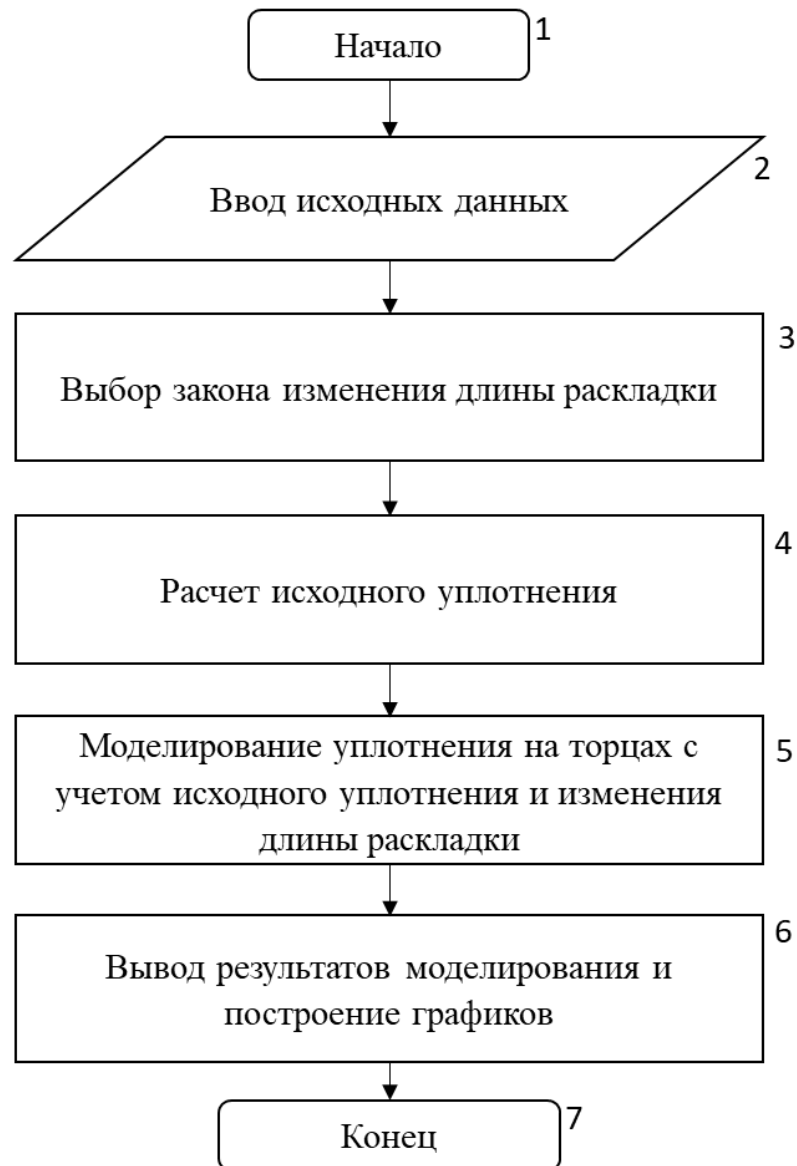 Начало
1
Ввод исходных данных
2
Выбор закона изменения длины раскладки
3
Расчет исходного уплотнения
4
Моделирование уплотнения на торцах с
учетом исходного уплотнения и изменения
длины раскладки
5
Вывод результатов моделирования и
построение графиков
6
Конец
7